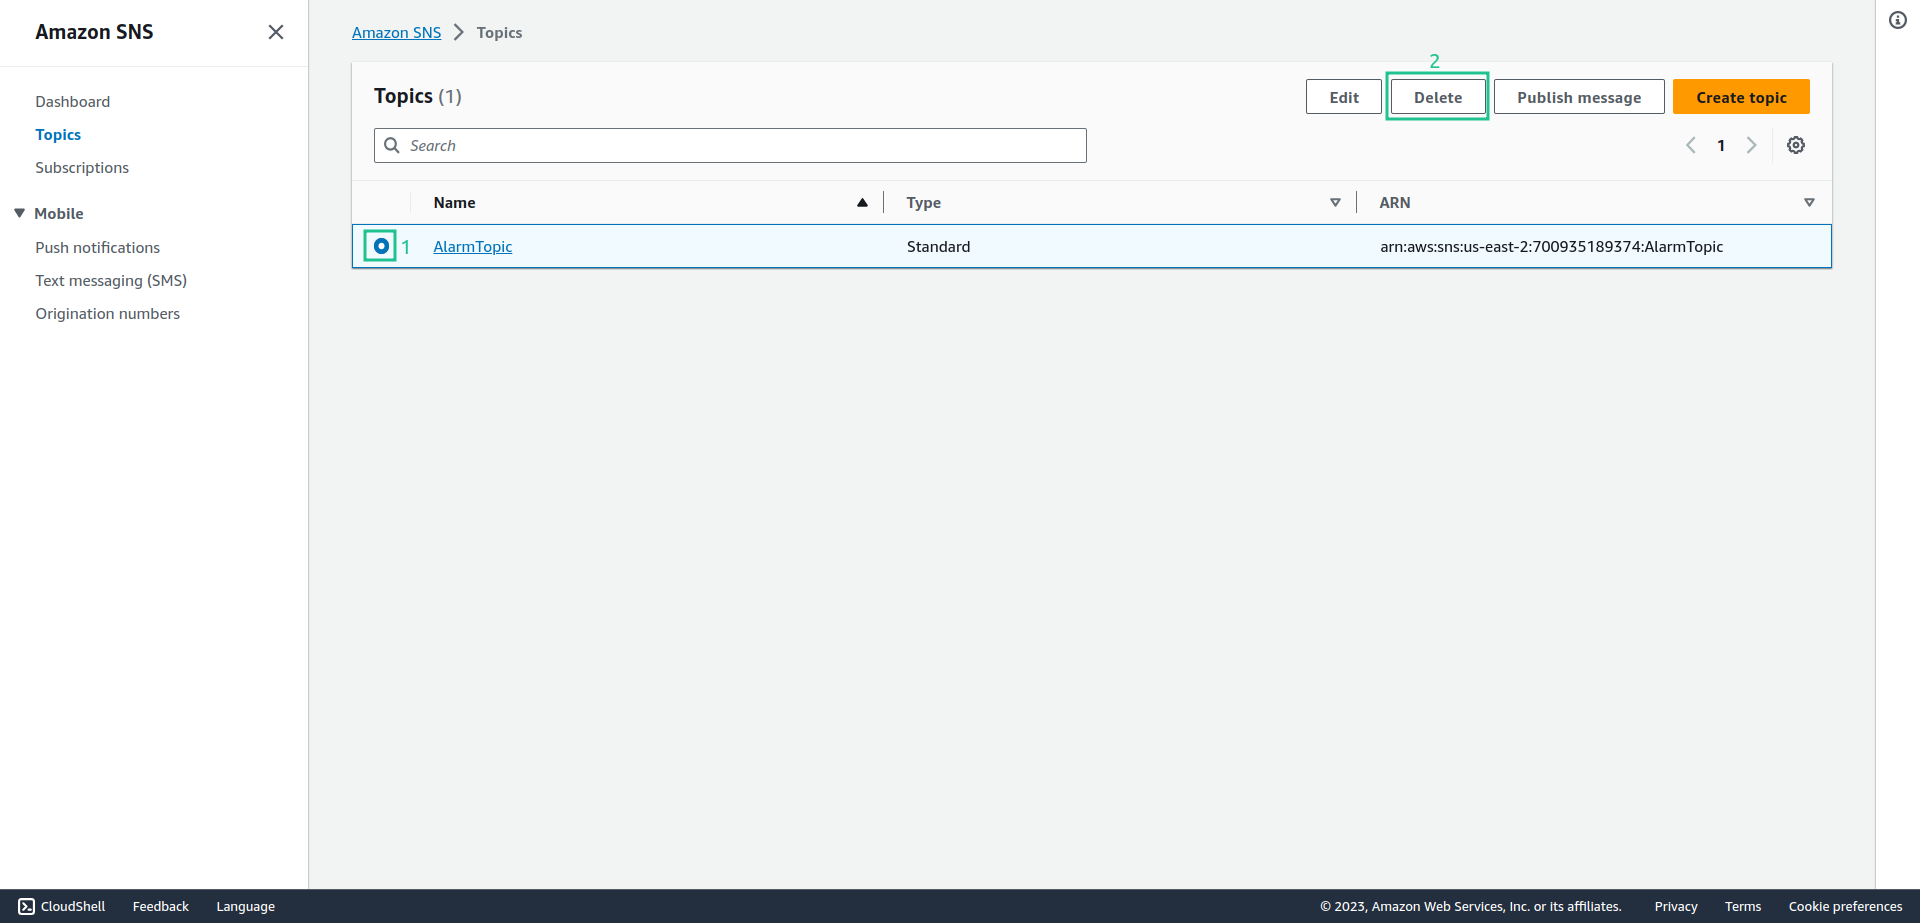 Amazon SNS
Dashboard
Topics
Subscriptions
Mobile
Push notifications
Text messaging (SMS)
Origination numbers
Amazon SNS Topics
2
Topics (1)
Edit Delete Publish message Create topic
Search
1
Name Type ARN
1 AlarmTopic Standard arn:aws:sns:us-east-2:700935189374:AlarmTopic
CloudShell Feedback Language © 2023, Amazon Web Services, Inc. or its affiliates. Privacy Terms Cookie preferences